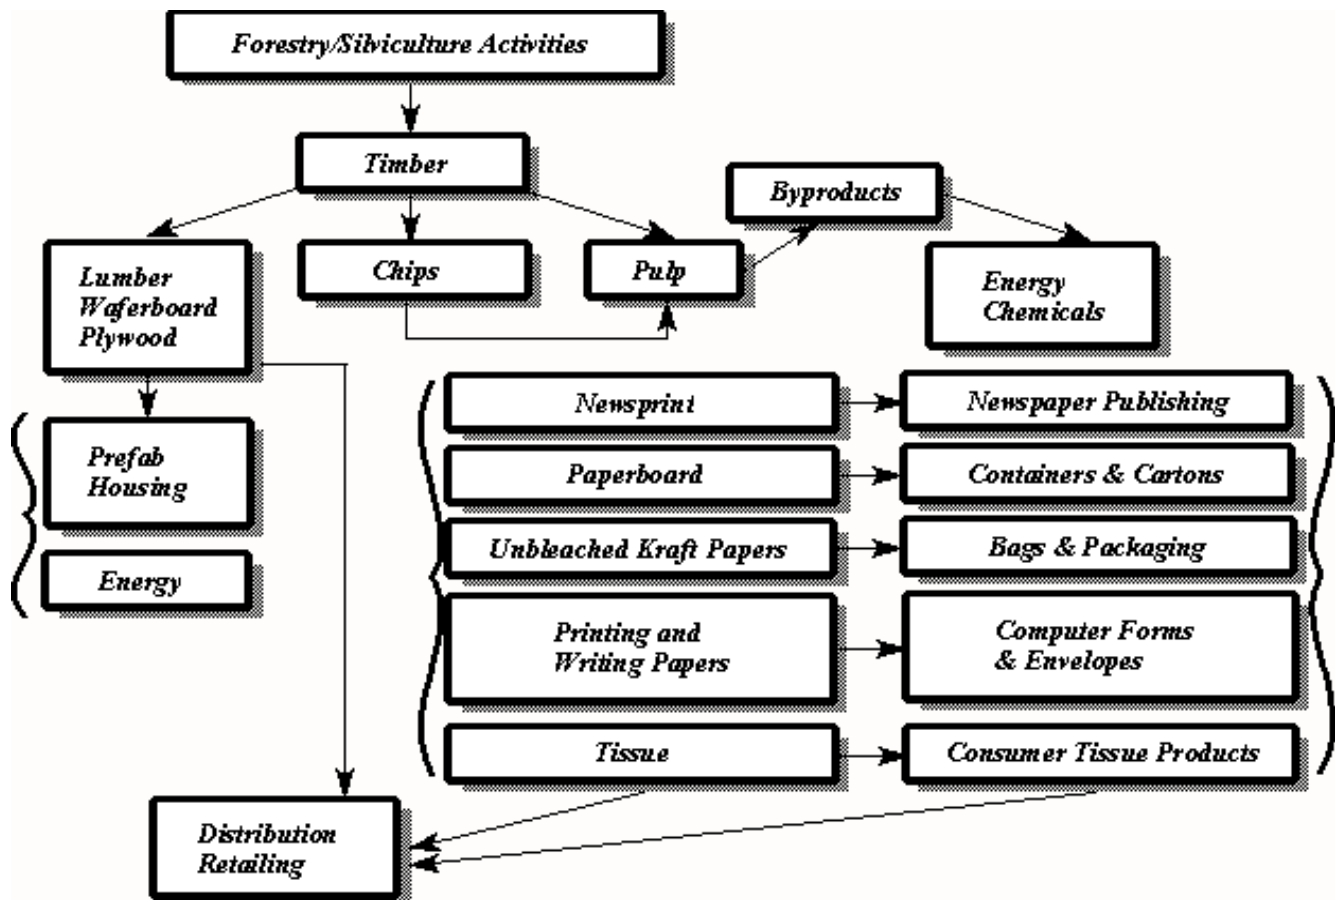 Forestry/Silviculture Activities
Timber
Byproducts
Lumber
Waferboard
Plywood
Chips
Pulp
Energy
Chemicals
Newsprint
Newspaper Publishing
Prefab
Housing
Paperboard
Containers & Cartons
Unbleached Kraft Papers
Bags & Packaging
Energy
Printing and
Writing Papers
Computer Forms
& Envelopes
Tissue
Consumer Tissue Products
Distribution
Retailing